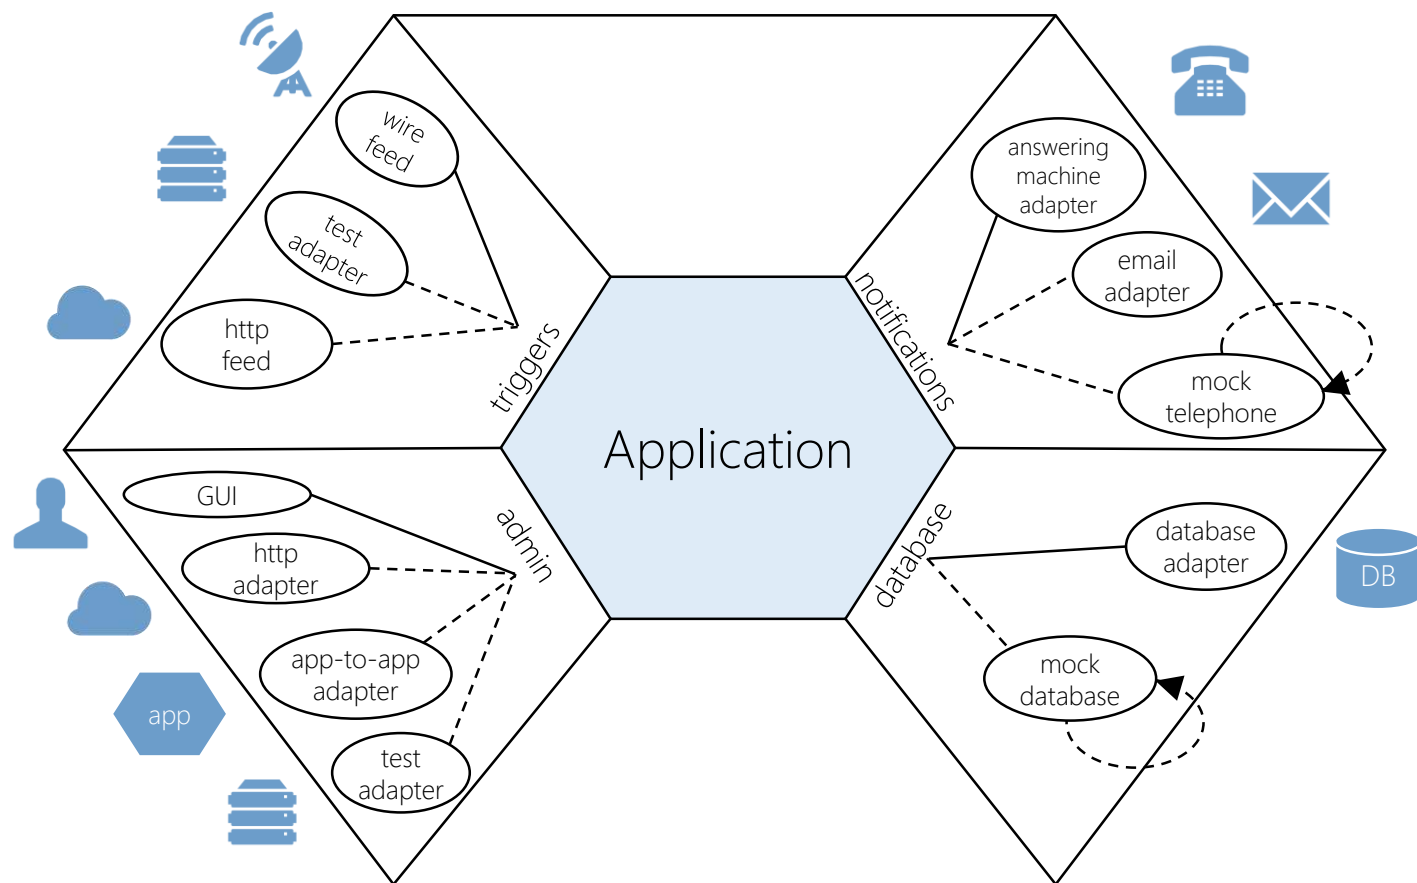 wire
feed
test
adapter
http
feed
triggers
answering
machine
adapter
email
adapter
mock
telephone
notifications
Application
GUI
http
adapter
app-to-app
adapter
test
adapter
admin
app
database
database
adapter
mock
database
DB